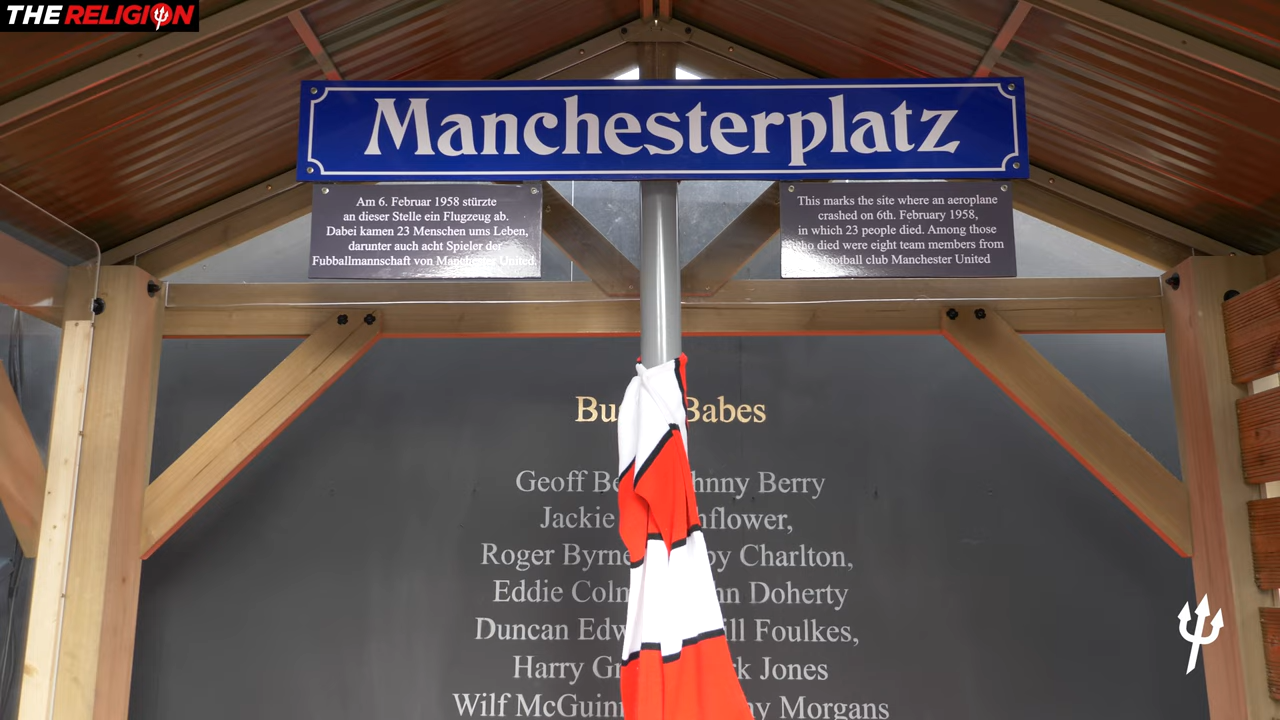 THE RELIGION
Manchesterplatz
Am 6. Februar 1958 stürzte
an dieser Stelle ein Flugzeug ab.
Dabei kamen 23 Menschen ums Leben,
darunter auch acht Spieler der
Fußballmannschaft von Manchester United.
This marks the site where an aeroplane
crashed on 6th. February 1958,
in which 23 people died. Among those
who died were eight team members from
football club Manchester United
Babes
Geoff Berry
Jackie
Roger Byrne Charlton,
Eddie Doherty
Duncan Foulkes,
Harry Jones
Wilf Morgans